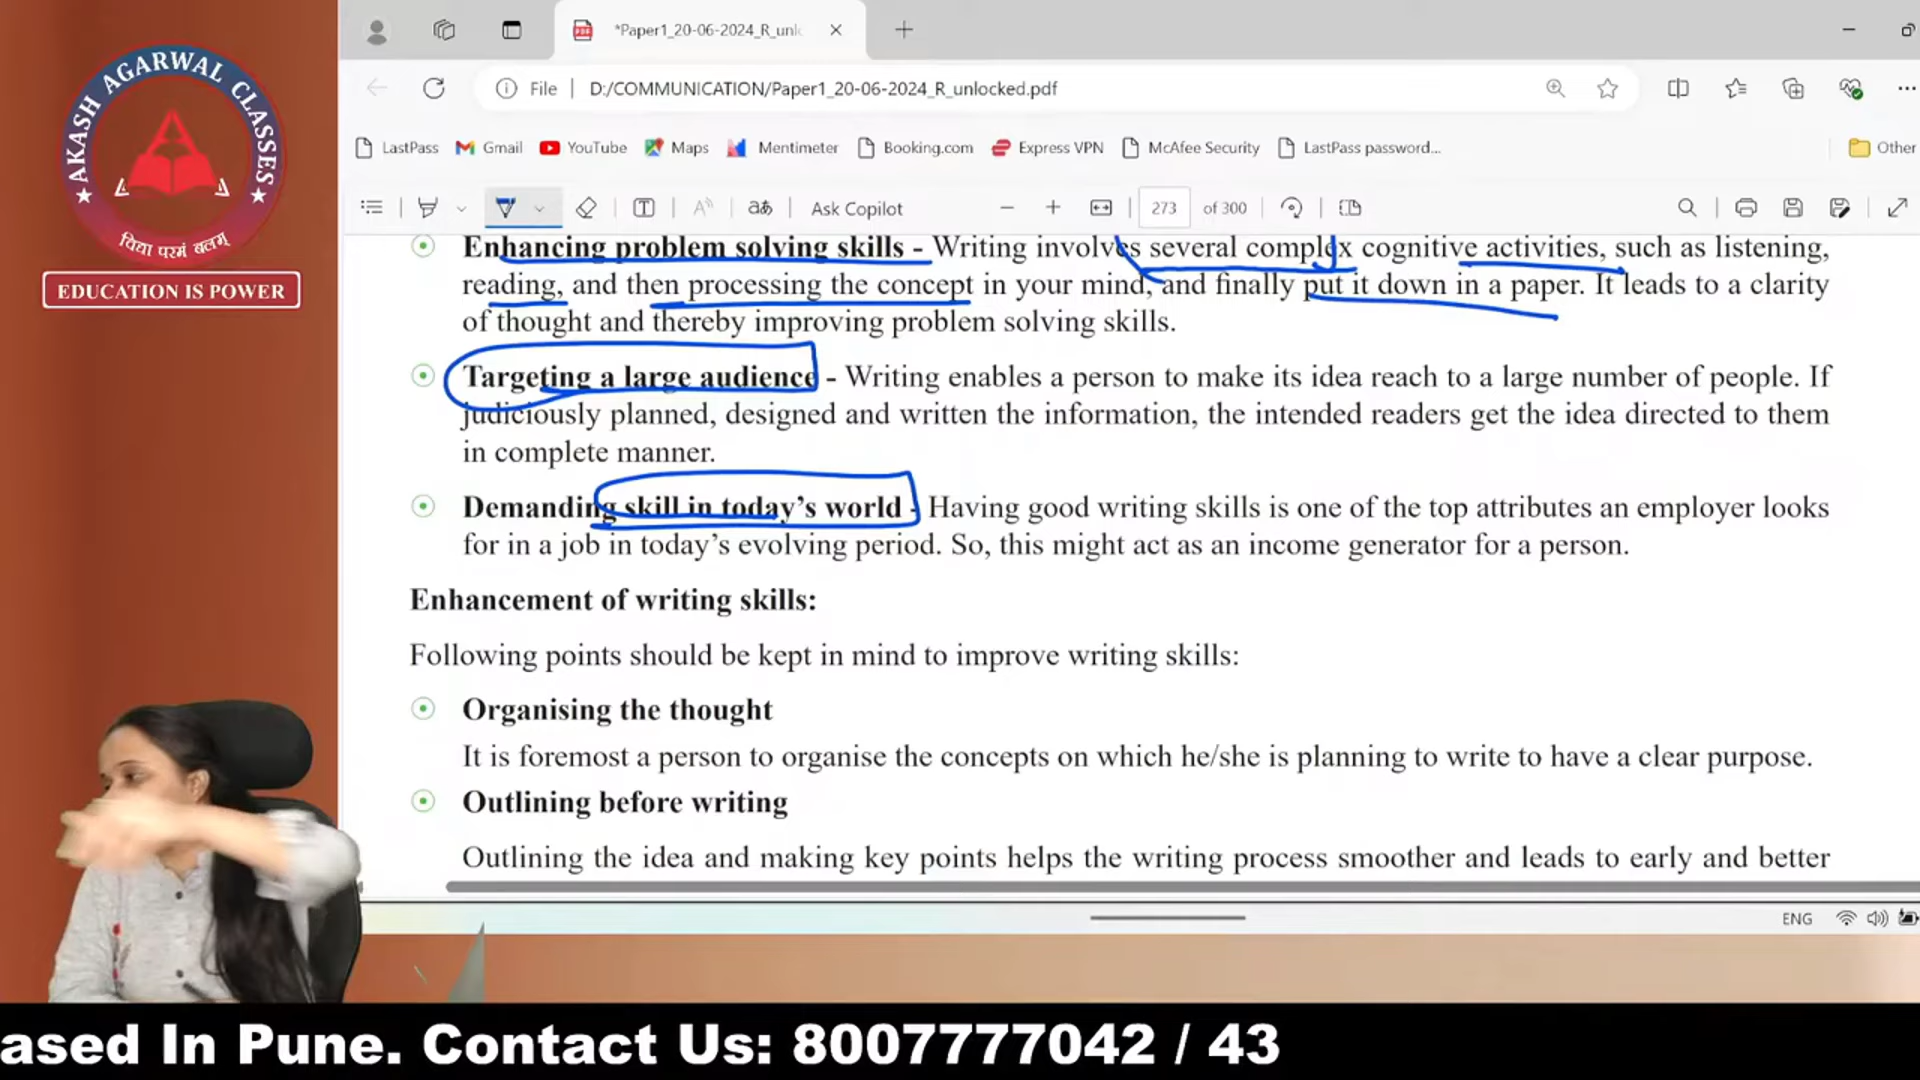 AKASH AGARWAL CLASSES
विद्या परमं बलम्
EDUCATION IS POWER
*Paper1_20-06-2024_R_unlo
File D:/COMMUNICATION/Paper1_20-06-2024_R_unlocked.pdf
LastPass Gmail YouTube Maps Mentimeter Booking.com Express VPN McAfee Security LastPass password... Other
Ask Copilot 273 of 300
Enhancing problem solving skills - Writing involves several complex cognitive activities, such as listening,
reading, and then processing the concept in your mind, and finally put it down in a paper. It leads to a clarity
of thought and thereby improving problem solving skills.
Targeting a large audience - Writing enables a person to make its idea reach to a large number of people. If
judiciously planned, designed and written the information, the intended readers get the idea directed to them
in complete manner.
Demanding skill in today's world - Having good writing skills is one of the top attributes an employer looks
for in a job in today's evolving period. So, this might act as an income generator for a person.
Enhancement of writing skills:
Following points should be kept in mind to improve writing skills:
Organising the thought
It is foremost a person to organise the concepts on which he/she is planning to write to have a clear purpose.
Outlining before writing
Outlining the idea and making key points helps the writing process smoother and leads to early and better
ENG
ased In Pune. Contact Us: 8007777042 / 43